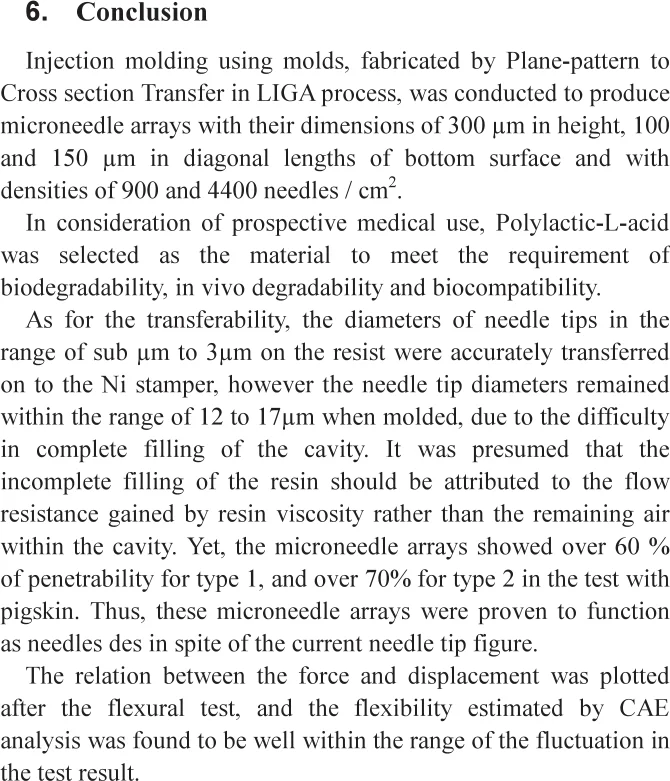 6. Conclusion
Injection molding using molds, fabricated by Plane-pattern to
Cross section Transfer in LIGA process, was conducted to produce
microneedle arrays with their dimensions of 300 μm in height, 100
and 150 μm in diagonal lengths of bottom surface and with
densities of 900 and 4400 needles / cm².
In consideration of prospective medical use, Polylactic-L-acid
was selected as the material to meet the requirement of
biodegradability, in vivo degradability and biocompatibility.
As for the transferability, the diameters of needle tips in the
range of sub μm to 3μm on the resist were accurately transferred
on to the Ni stamper, however the needle tip diameters remained
within the range of 12 to 17μm when molded, due to the difficulty
in complete filling of the cavity. It was presumed that the
incomplete filling of the resin should be attributed to the flow
resistance gained by resin viscosity rather than the remaining air
within the cavity. Yet, the microneedle arrays showed over 60 %
of penetrability for type 1, and over 70% for type 2 in the test with
pigskin. Thus, these microneedle arrays were proven to function
as needles des in spite of the current needle tip figure.
The relation between the force and displacement was plotted
after the flexural test, and the flexibility estimated by CAE
analysis was found to be well within the range of the fluctuation in
the test result.